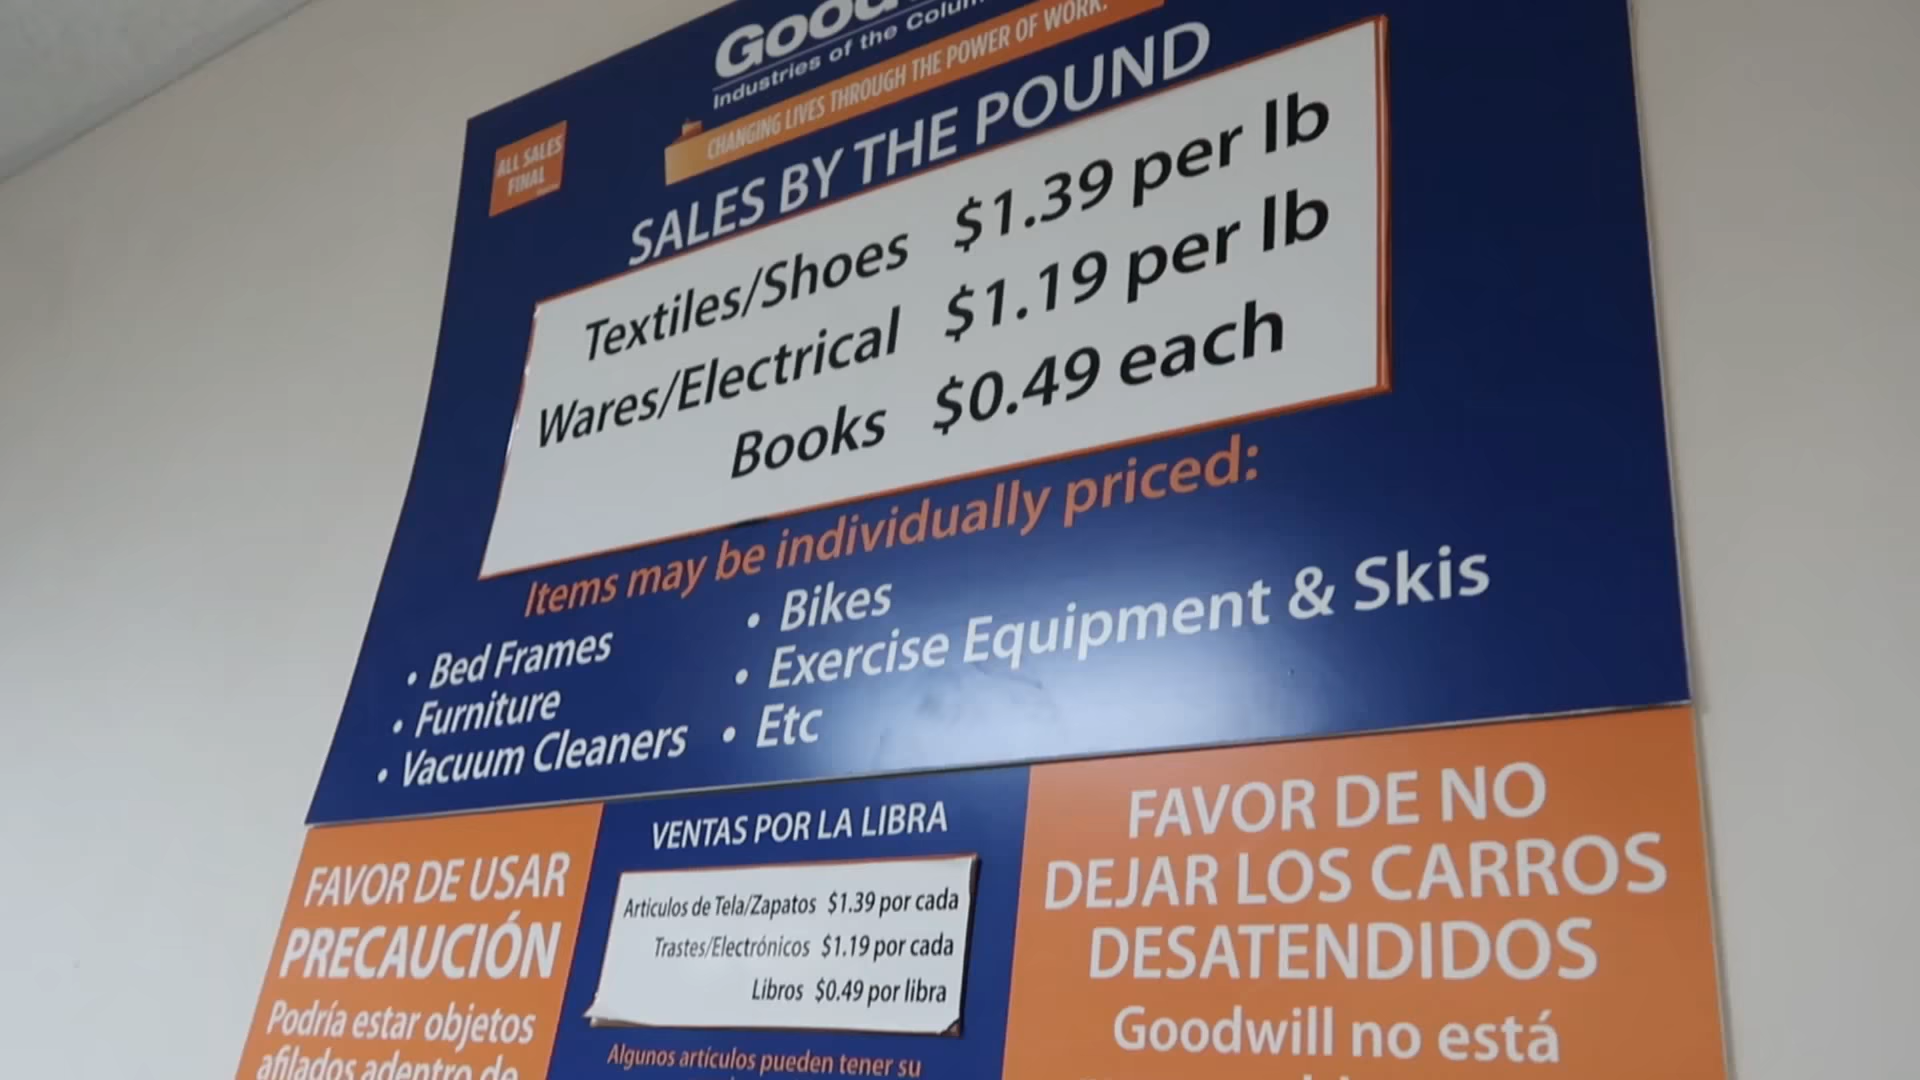 Industries of the
CHANGING LIVES THROUGH THE POWER OF WORK.
ALL SALES
FINAL
SALES BY THE POUND
Textiles/Shoes $1.39 per lb
Wares/Electrical $1.19 per lb
Books $0.49 each
Items may be individually priced:
• Bed Frames
• Furniture
• Vacuum Cleaners
• Bikes
• Exercise Equipment & Skis
• Etc
FAVOR DE USAR
PRECAUCIÓN
Podría estar objetos
afilados adentro de
VENTAS POR LA LIBRA
Articulos de Tela/Zapatos $1.39 por cada
Trastes/Electrónicos $1.19 por cada
Libros $0.49 por libra
Algunos artículos pueden tener su
FAVOR DE NO
DEJAR LOS CARROS
DESATENDIDOS
Goodwill no está